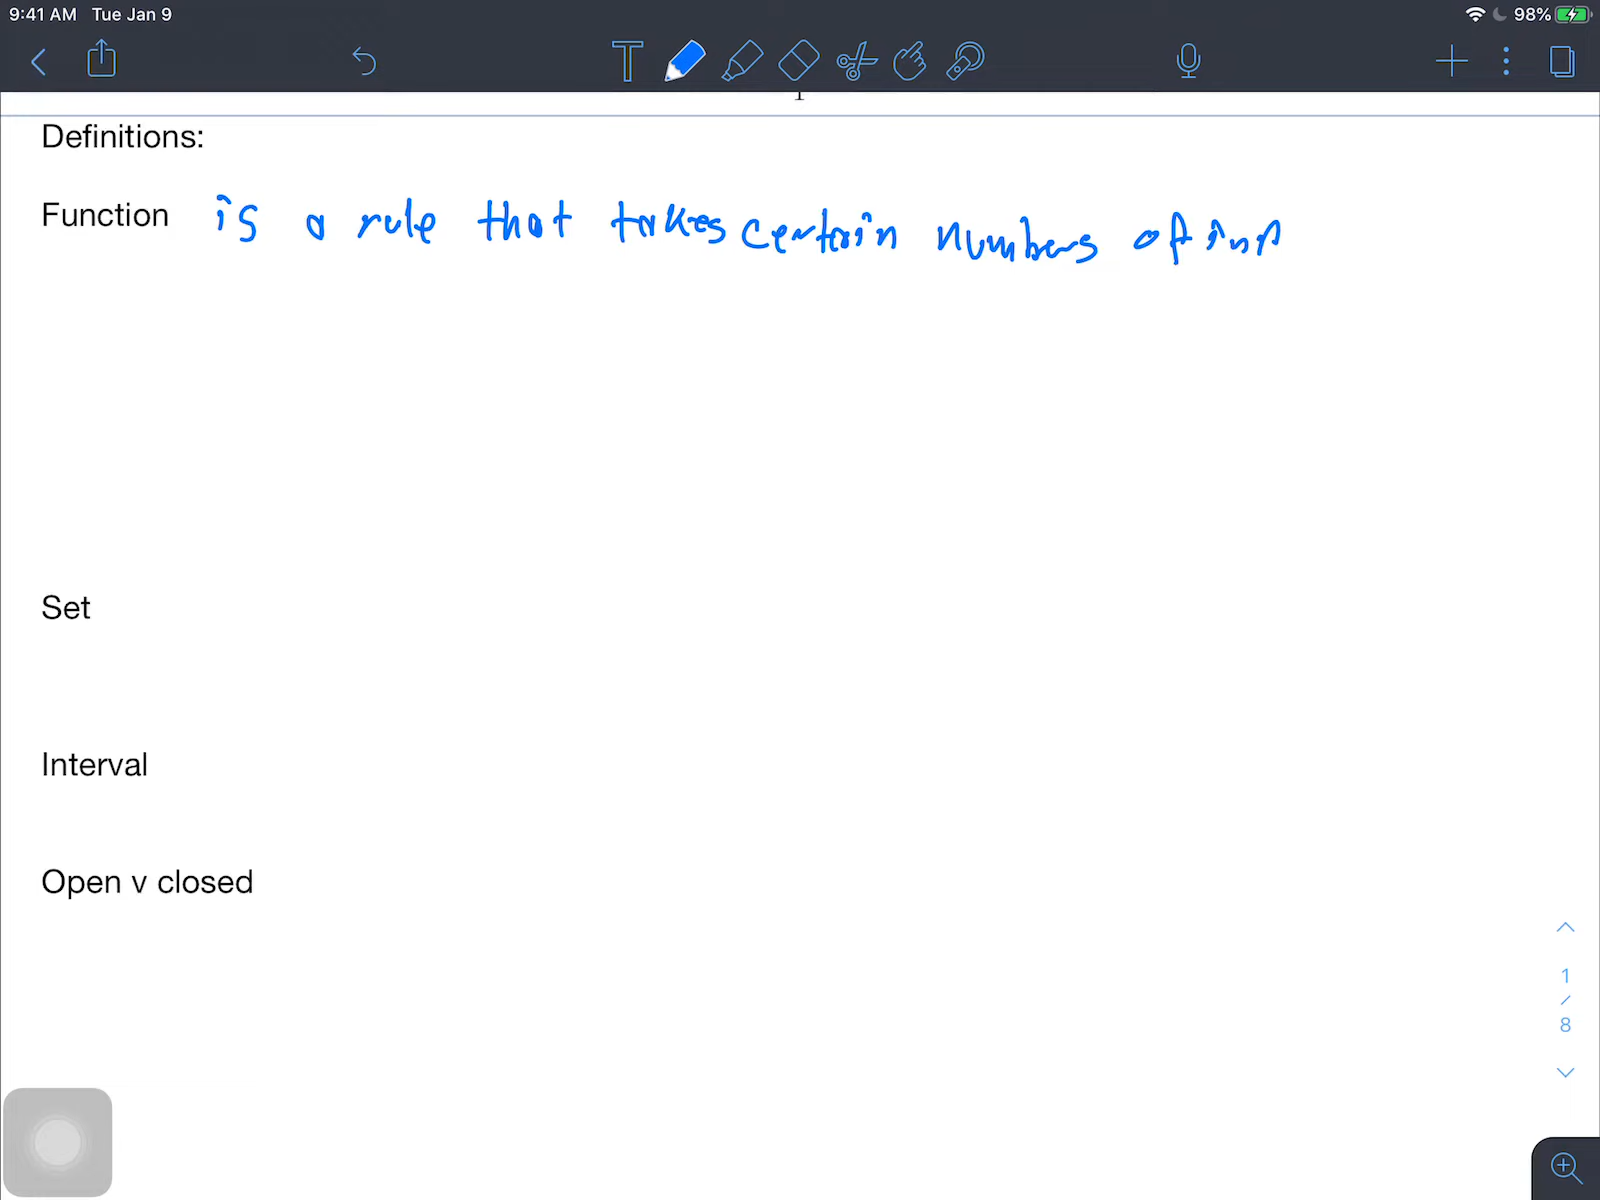 9:41 AM Tue Jan 9 98%
Definitions:
Function is a rule that takes certain numbers of inp
Set
Interval
Open v closed
1
/
8